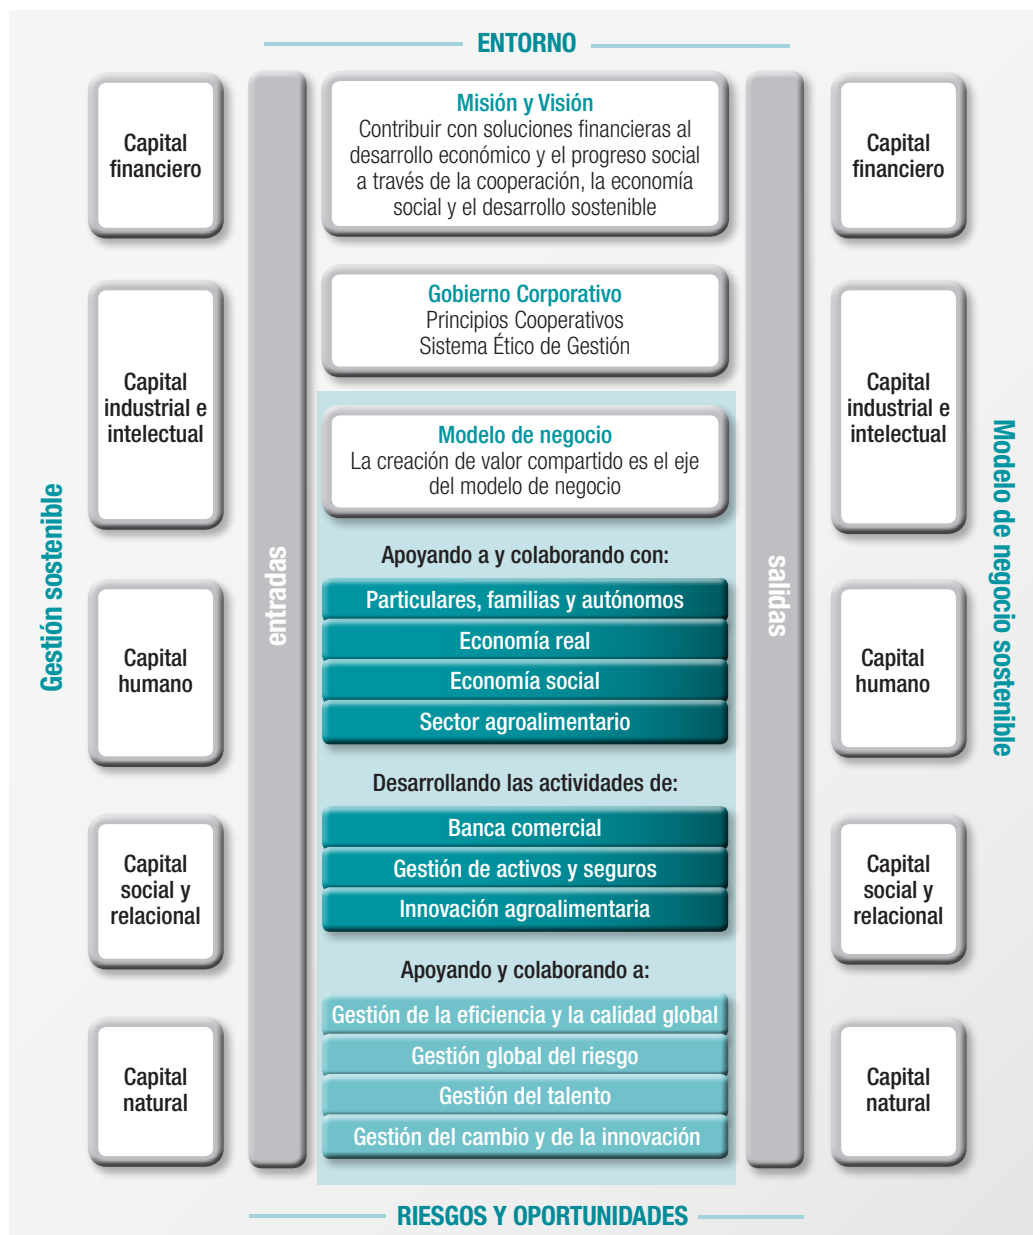 ENTORNO
Gestión sostenible
Capital
financiero
Capital
industrial e
intelectual
Capital
humano
Capital
social y
relacional
Capital
natural
entradas
Misión y Visión
Contribuir con soluciones financieras al
desarrollo económico y el progreso social
a través de la cooperación, la economía
social y el desarrollo sostenible
Gobierno Corporativo
Principios Cooperativos
Sistema Ético de Gestión
Modelo de negocio
La creación de valor compartido es el eje
del modelo de negocio
Apoyando a y colaborando con:
Particulares, familias y autónomos
Economía real
Economía social
Sector agroalimentario
Desarrollando las actividades de:
Banca comercial
Gestión de activos y seguros
Innovación agroalimentaria
Apoyando y colaborando a:
Gestión de la eficiencia y la calidad global
Gestión global del riesgo
Gestión del talento
Gestión del cambio y de la innovación
salidas
Capital
financiero
Capital
industrial e
intelectual
Capital
humano
Capital
social y
relacional
Capital
natural
Modelo de negocio sostenible
RIESGOS Y OPORTUNIDADES